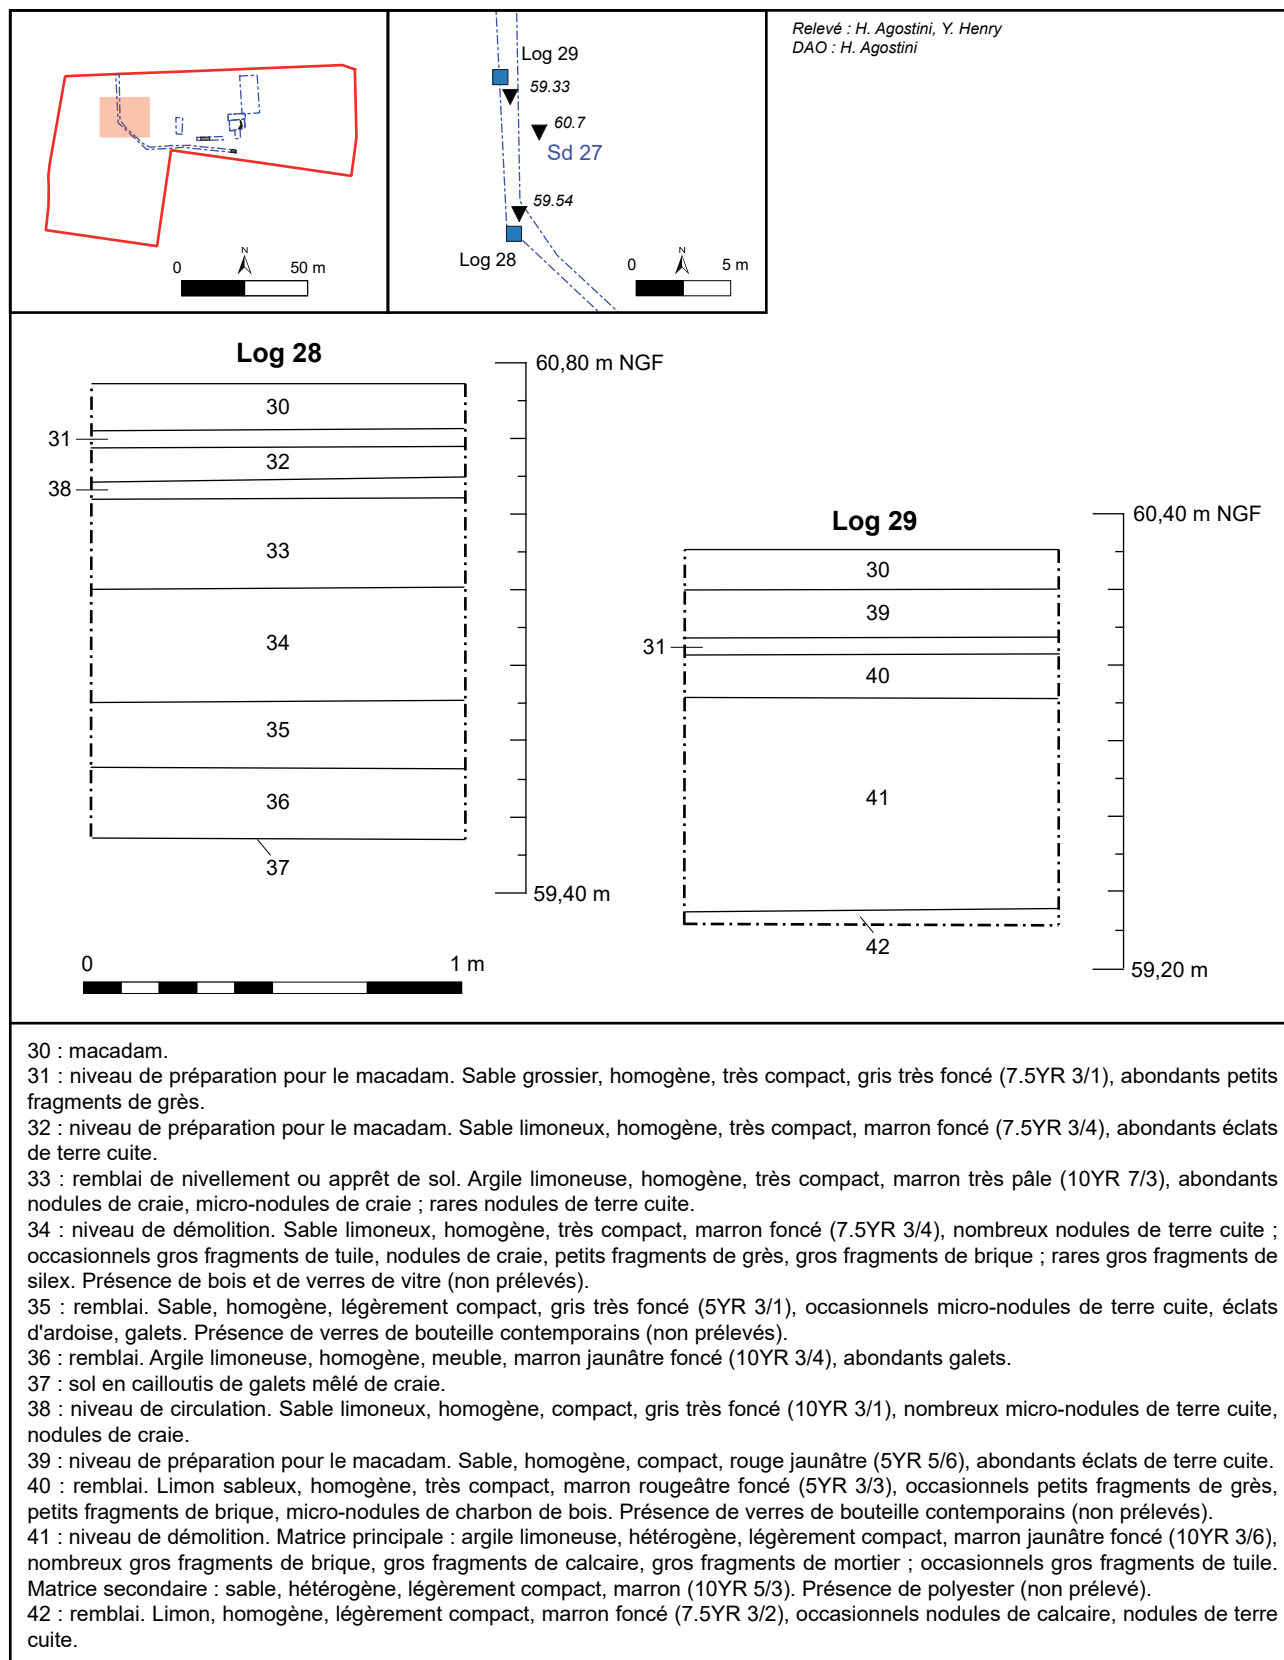 Relevé : H. Agostini, Y. Henry
DAO : H. Agostini
N
0 50 m
Log 29
59.33
60.7
Sd 27
59.54
Log 28
N
0 5 m
Log 28
60,80 m NGF
30
31
32
38
33
34
35
36
37
59,40 m
0 1 m
Log 29
60,40 m NGF
30
39
31
40
41
42
59,20 m
30 : macadam.
31 : niveau de préparation pour le macadam. Sable grossier, homogène, très compact, gris très foncé (7.5YR 3/1), abondants petits
fragments de grès.
32 : niveau de préparation pour le macadam. Sable limoneux, homogène, très compact, marron foncé (7.5YR 3/4), abondants éclats
de terre cuite.
33 : remblai de nivellement ou apprêt de sol. Argile limoneuse, homogène, très compact, marron très pâle (10YR 7/3), abondants
nodules de craie, micro-nodules de craie ; rares nodules de terre cuite.
34 : niveau de démolition. Sable limoneux, homogène, très compact, marron foncé (7.5YR 3/4), nombreux nodules de terre cuite ;
occasionnels gros fragments de tuile, nodules de craie, petits fragments de grès, gros fragments de brique ; rares gros fragments de
silex. Présence de bois et de verres de vitre (non prélevés).
35 : remblai. Sable, homogène, légèrement compact, gris très foncé (5YR 3/1), occasionnels micro-nodules de terre cuite, éclats
d'ardoise, galets. Présence de verres de bouteille contemporains (non prélevés).
36 : remblai. Argile limoneuse, homogène, meuble, marron jaunâtre foncé (10YR 3/4), abondants galets.
37 : sol en cailloutis de galets mêlé de craie.
38 : niveau de circulation. Sable limoneux, homogène, compact, gris très foncé (10YR 3/1), nombreux micro-nodules de terre cuite,
nodules de craie.
39 : niveau de préparation pour le macadam. Sable, homogène, compact, rouge jaunâtre (5YR 5/6), abondants éclats de terre cuite.
40 : remblai. Limon sableux, homogène, très compact, marron rougeâtre foncé (5YR 3/3), occasionnels petits fragments de grès,
petits fragments de brique, micro-nodules de charbon de bois. Présence de verres de bouteille contemporains (non prélevés).
41 : niveau de démolition. Matrice principale : argile limoneuse, hétérogène, légèrement compact, marron jaunâtre foncé (10YR 3/6),
nombreux gros fragments de brique, gros fragments de calcaire, gros fragments de mortier ; occasionnels gros fragments de tuile.
Matrice secondaire : sable, hétérogène, légèrement compact, marron (10YR 5/3). Présence de polyester (non prélevé).
42 : remblai. Limon, homogène, légèrement compact, marron foncé (7.5YR 3/2), occasionnels nodules de calcaire, nodules de terre
cuite.